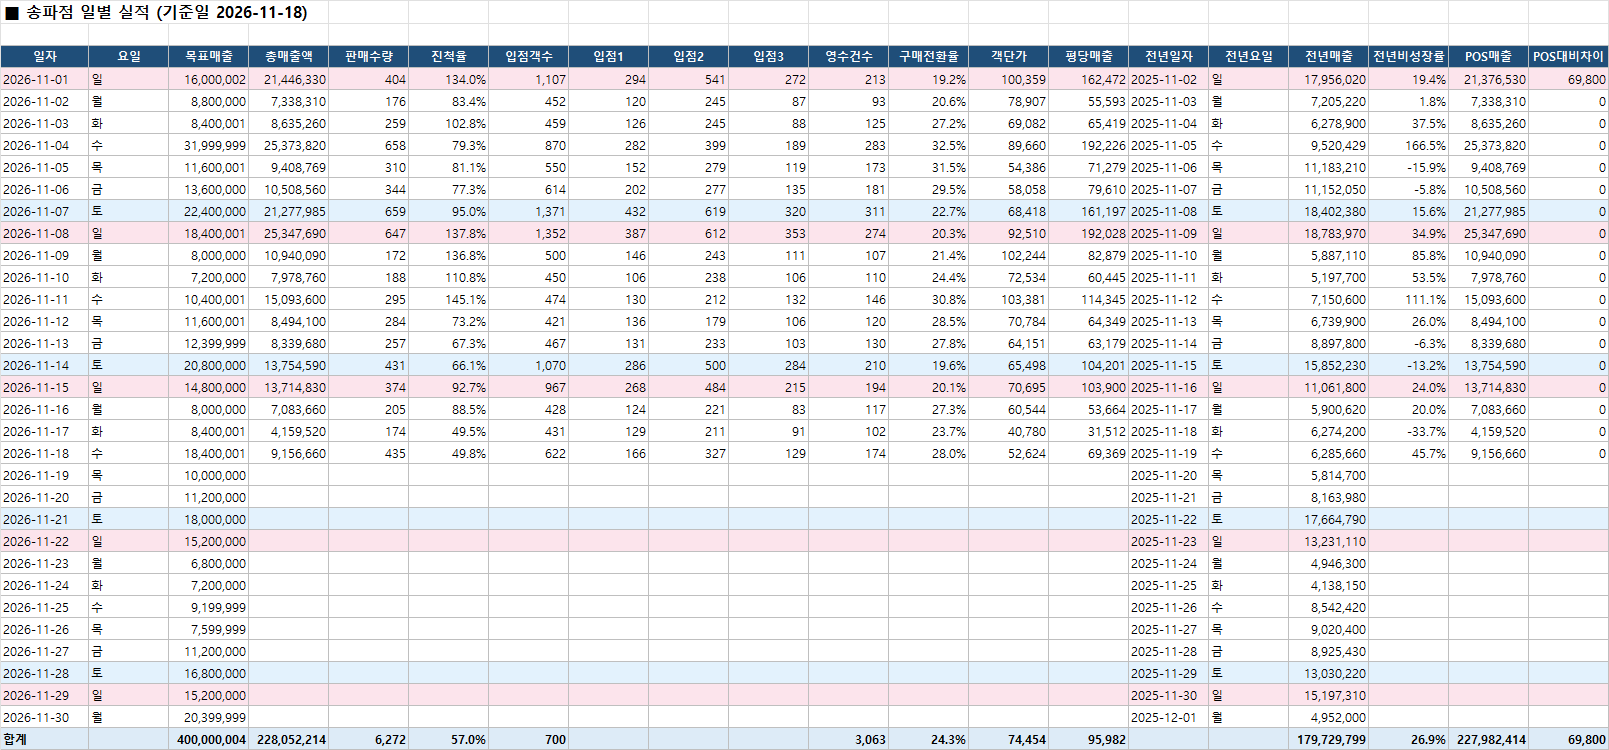 ■ 송파점 일별 실적 (기준일 2026-11-18)
일자 요일 목표매출 총매출액 판매수량 진척율 입점객수 입점1 입점2 입점3 영수건수 구매전환율 객단가 평당매출 전년일자 전년요일 전년매출 전년비성장률 POS매출 POS대비차이
2026-11-01 일 16,000,002 21,446,330 404 134.0% 1,107 294 541 272 213 19.2% 100,359 162,472 2025-11-02 일 17,956,020 19.4% 21,376,530 69,800
2026-11-02 월 8,800,000 7,338,310 176 83.4% 452 120 245 87 93 20.6% 78,907 55,593 2025-11-03 월 7,205,220 1.8% 7,338,310 0
2026-11-03 화 8,400,001 8,635,260 259 102.8% 459 126 245 88 125 27.2% 69,082 65,419 2025-11-04 화 6,278,900 37.5% 8,635,260 0
2026-11-04 수 31,999,999 25,373,820 658 79.3% 870 282 399 189 283 32.5% 89,660 192,226 2025-11-05 수 9,520,429 166.5% 25,373,820 0
2026-11-05 목 11,600,001 9,408,769 310 81.1% 550 152 279 119 173 31.5% 54,386 71,279 2025-11-06 목 11,183,210 -15.9% 9,408,769 0
2026-11-06 금 13,600,000 10,508,560 344 77.3% 614 202 277 135 181 29.5% 58,058 79,610 2025-11-07 금 11,152,050 -5.8% 10,508,560 0
2026-11-07 토 22,400,000 21,277,985 659 95.0% 1,371 432 619 320 311 22.7% 68,418 161,197 2025-11-08 토 18,402,380 15.6% 21,277,985 0
2026-11-08 일 18,400,001 25,347,690 647 137.8% 1,352 387 612 353 274 20.3% 92,510 192,028 2025-11-09 일 18,783,970 34.9% 25,347,690 0
2026-11-09 월 8,000,000 10,940,090 172 136.8% 500 146 243 111 107 21.4% 102,244 82,879 2025-11-10 월 5,887,110 85.8% 10,940,090 0
2026-11-10 화 7,200,000 7,978,760 188 110.8% 450 106 238 106 110 24.4% 72,534 60,445 2025-11-11 화 5,197,700 53.5% 7,978,760 0
2026-11-11 수 10,400,001 15,093,600 295 145.1% 474 130 212 132 146 30.8% 103,381 114,345 2025-11-12 수 7,150,600 111.1% 15,093,600 0
2026-11-12 목 11,600,001 8,494,100 284 73.2% 421 136 179 106 120 28.5% 70,784 64,349 2025-11-13 목 6,739,900 26.0% 8,494,100 0
2026-11-13 금 12,399,999 8,339,680 257 67.3% 467 131 233 103 130 27.8% 64,151 63,179 2025-11-14 금 8,897,800 -6.3% 8,339,680 0
2026-11-14 토 20,800,000 13,754,590 431 66.1% 1,070 286 500 284 210 19.6% 65,498 104,201 2025-11-15 토 15,852,230 -13.2% 13,754,590 0
2026-11-15 일 14,800,000 13,714,830 374 92.7% 967 268 484 215 194 20.1% 70,695 103,900 2025-11-16 일 11,061,800 24.0% 13,714,830 0
2026-11-16 월 8,000,000 7,083,660 205 88.5% 428 124 221 83 117 27.3% 60,544 53,664 2025-11-17 월 5,900,620 20.0% 7,083,660 0
2026-11-17 화 8,400,001 4,159,520 174 49.5% 431 129 211 91 102 23.7% 40,780 31,512 2025-11-18 화 6,274,200 -33.7% 4,159,520 0
2026-11-18 수 18,400,001 9,156,660 435 49.8% 622 166 327 129 174 28.0% 52,624 69,369 2025-11-19 수 6,285,660 45.7% 9,156,660 0
2026-11-19 목 10,000,000 2025-11-20 목 5,814,700
2026-11-20 금 11,200,000 2025-11-21 금 8,163,980
2026-11-21 토 18,000,000 2025-11-22 토 17,664,790
2026-11-22 일 15,200,000 2025-11-23 일 13,231,110
2026-11-23 월 6,800,000 2025-11-24 월 4,946,300
2026-11-24 화 7,200,000 2025-11-25 화 4,138,150
2026-11-25 수 9,199,999 2025-11-26 수 8,542,420
2026-11-26 목 7,599,999 2025-11-27 목 9,020,400
2026-11-27 금 11,200,000 2025-11-28 금 8,925,430
2026-11-28 토 16,800,000 2025-11-29 토 13,030,220
2026-11-29 일 15,200,000 2025-11-30 일 15,197,310
2026-11-30 월 20,399,999 2025-12-01 월 4,952,000
합계 400,000,004 228,052,214 6,272 57.0% 700 3,063 24.3% 74,454 95,982 179,729,799 26.9% 227,982,414 69,800